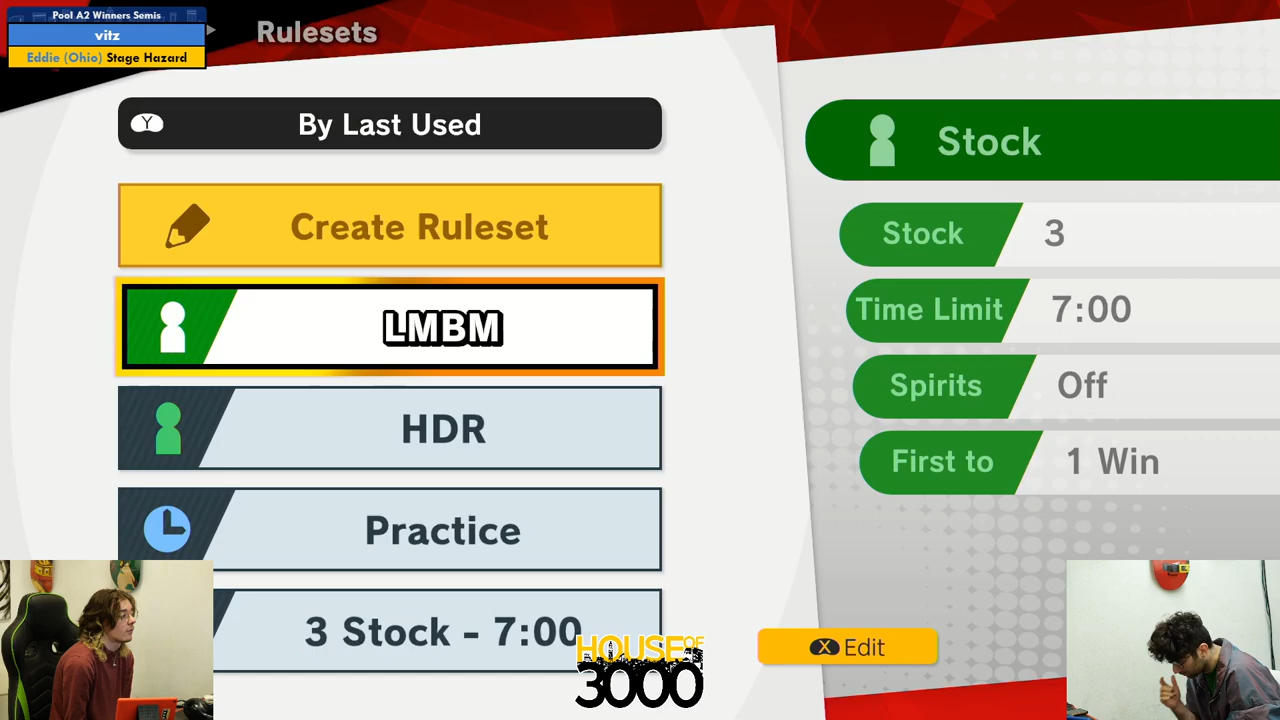 Pool A2 Winners Semis
vitz
Eddie (Ohio) Stage Hazard
Rulesets
Y
By Last Used
Create Ruleset
LMBM
HDR
Practice
3 Stock - 7:00
Stock
Stock 3
Time Limit 7:00
Spirits Off
First to 1 Win
X Edit
HOUSE OF
3000